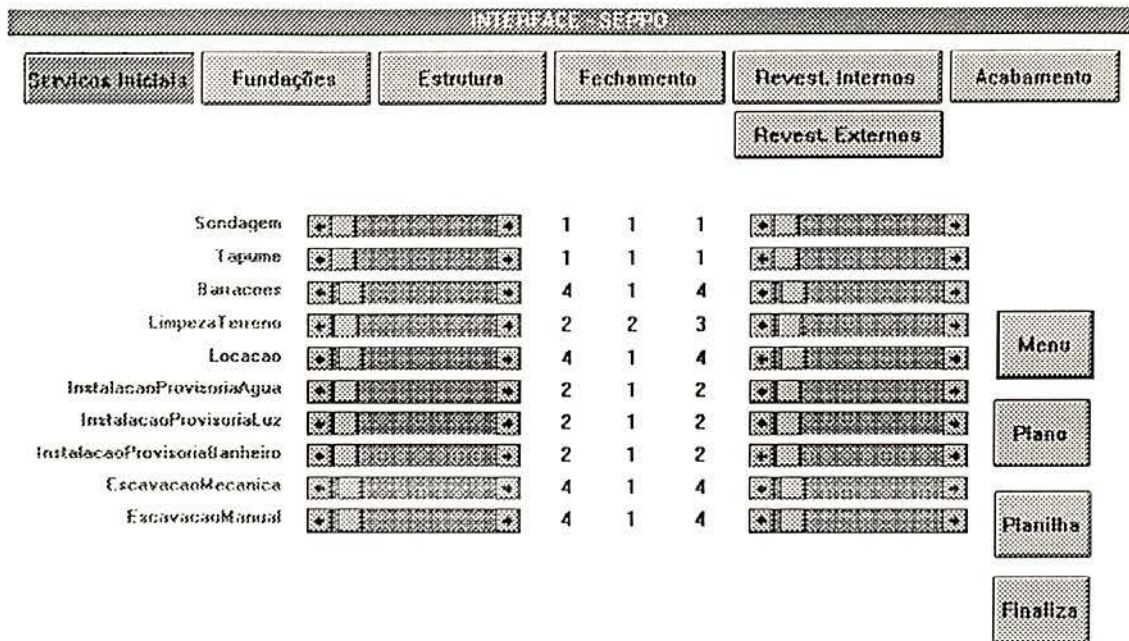 INTERFACE - SEPPO
Servicos Iniciais Fundações Estrutura Fechamento Revest. Internos Acabamento
Revest. Externos
Sondagem 1 1 1
Tapume 1 1 1
Barracoes 4 1 4
LimpezaTerreno 2 2 3
Locacao 4 1 4
InstalacaoProvisoriaAgua 2 1 2
InstalacaoProvisoriaLuz 2 1 2
InstalacaoProvisoriaBanheiro 2 1 2
EscavacaoMecanica 4 1 4
EscavacaoManual 4 1 4
Menu
Plano
Planilha
Finaliza